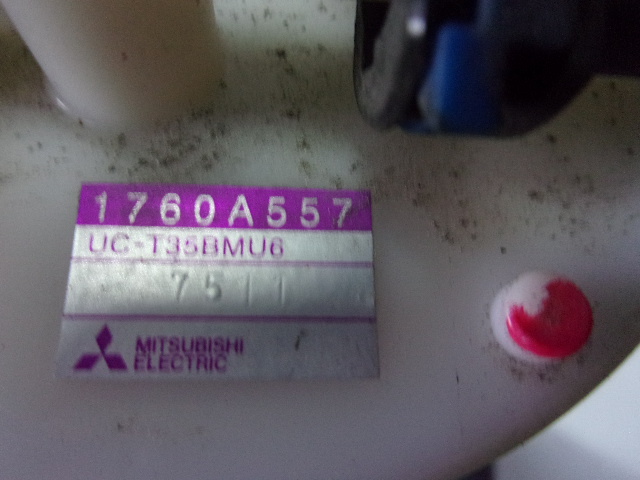 1760A557
UC-T35BMU6
7511
MITSUBISHI
ELECTRIC